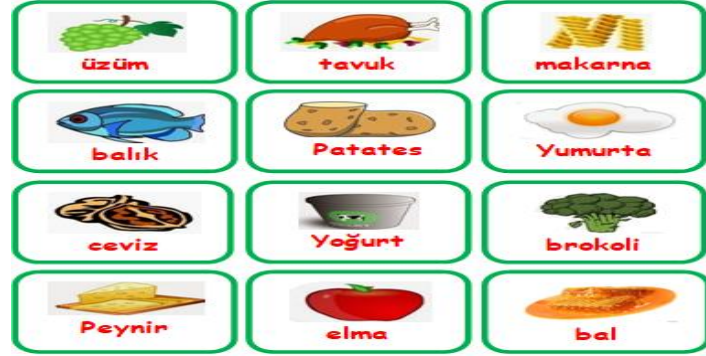 üzüm
tavuk
makarna
balık
Patates
Yumurta
ceviz
Yoğurt
brokoli
Peynir
elma
bal